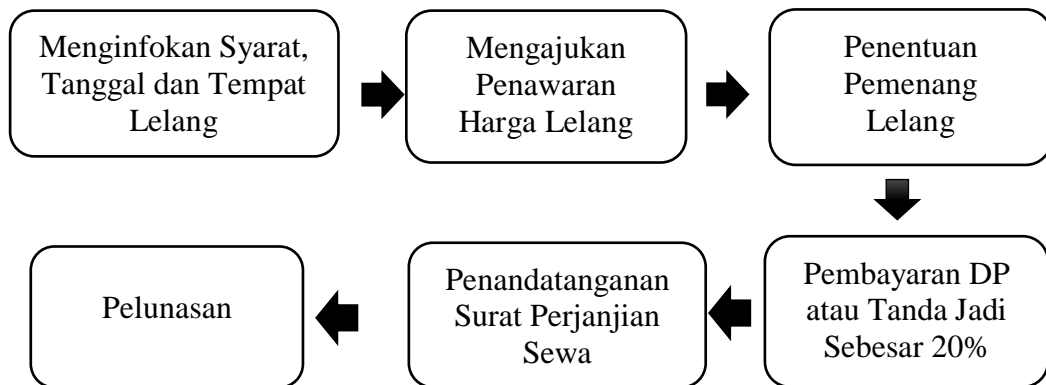 Menginfokan Syarat,
Tanggal dan Tempat
Lelang
Mengajukan
Penawaran
Harga Lelang
Penentuan
Pemenang
Lelang
Pembayaran DP
atau Tanda Jadi
Sebesar 20%
Penandatanganan
Surat Perjanjian
Sewa
Pelunasan